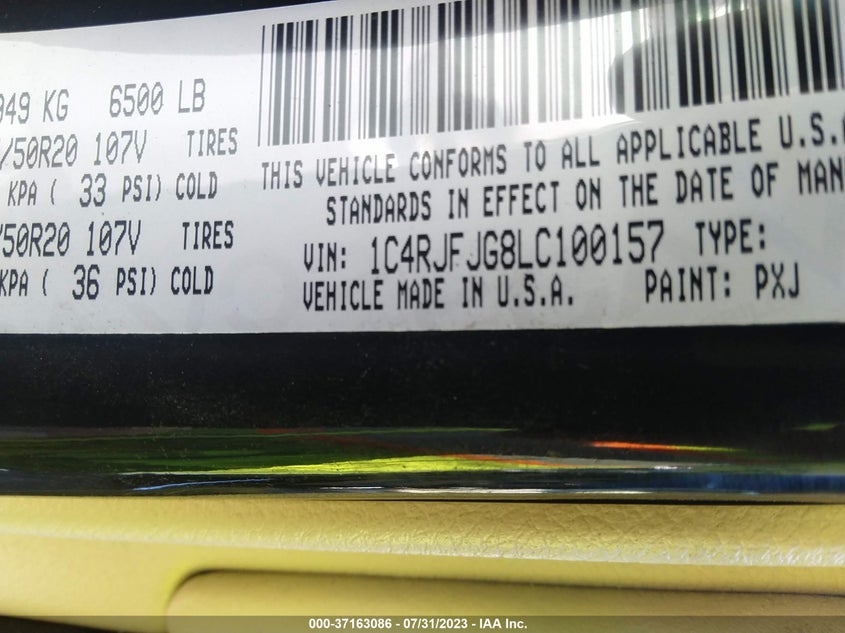 949 KG 6500 LB
/50R20 107V TIRES
KPA ( 33 PSI) COLD
/50R20 107V TIRES
KPA ( 36 PSI) COLD
THIS VEHICLE CONFORMS TO ALL APPLICABLE U.S.
STANDARDS IN EFFECT ON THE DATE OF MAN
VIN: 1C4RJFJG8LC100157 TYPE:
VEHICLE MADE IN U.S.A. PAINT: PXJ
000-37163086 - 07/31/2023 - IAA Inc.